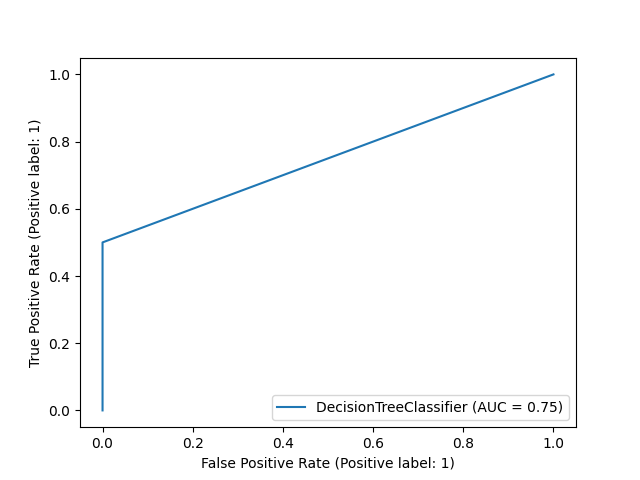 1.0
0.8
0.6
0.4
0.2
0.0
True Positive Rate (Positive label: 1)
DecisionTreeClassifier (AUC = 0.75)
0.0 0.2 0.4 0.6 0.8 1.0
False Positive Rate (Positive label: 1)